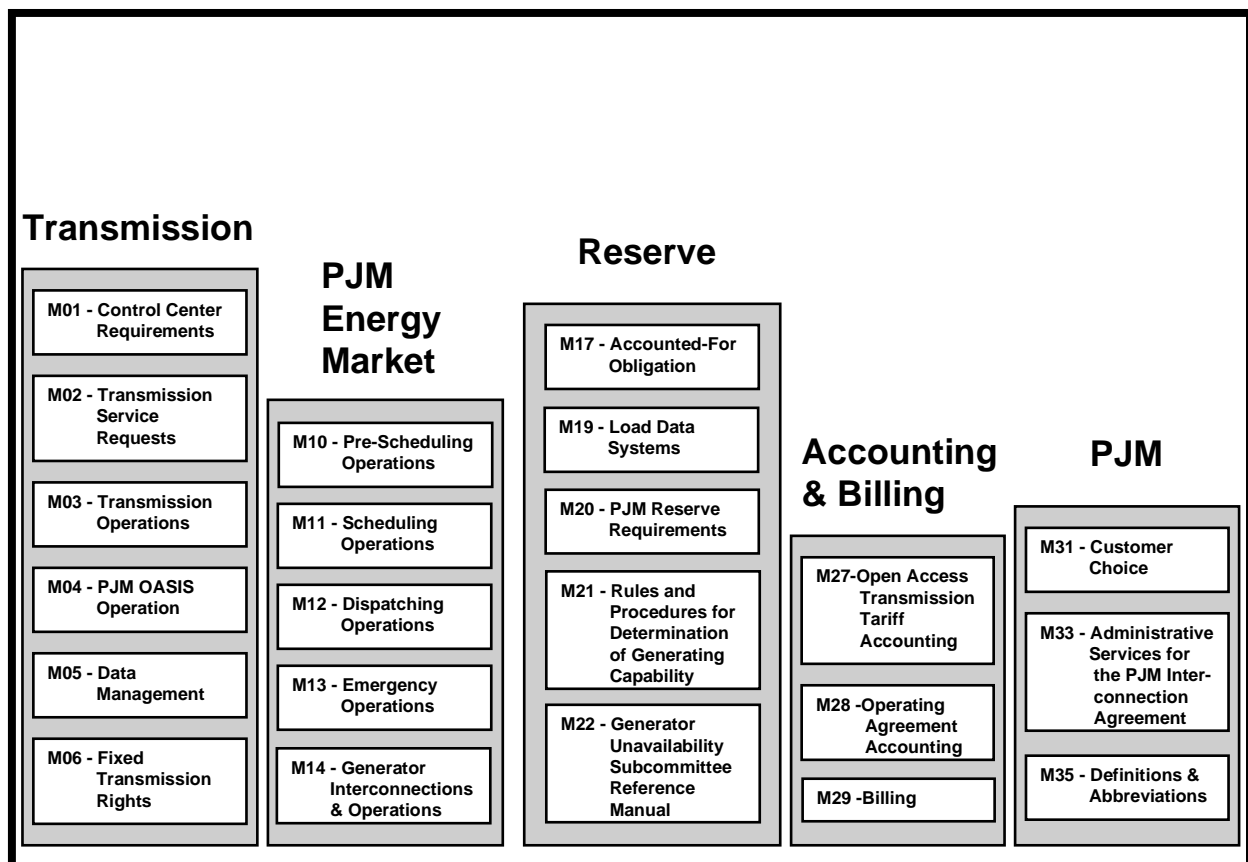 Transmission
M01 - Control Center
Requirements
M02 - Transmission
Service
Requests
M03 - Transmission
Operations
M04 - PJM OASIS
Operation
M05 - Data
Management
M06 - Fixed
Transmission
Rights
PJM
Energy
Market
M10 - Pre-Scheduling
Operations
M11 - Scheduling
Operations
M12 - Dispatching
Operations
M13 - Emergency
Operations
M14 - Generator
Interconnections
& Operations
Reserve
M17 - Accounted-For
Obligation
M19 - Load Data
Systems
M20 - PJM Reserve
Requirements
M21 - Rules and
Procedures for
Determination
of Generating
Capability
M22 - Generator
Unavailability
Subcommittee
Reference
Manual
Accounting
& Billing
M27-Open Access
Transmission
Tariff
Accounting
M28 -Operating
Agreement
Accounting
M29 -Billing
PJM
M31 - Customer
Choice
M33 - Administrative
Services for
the PJM Inter-
connection
Agreement
M35 - Definitions &
Abbreviations